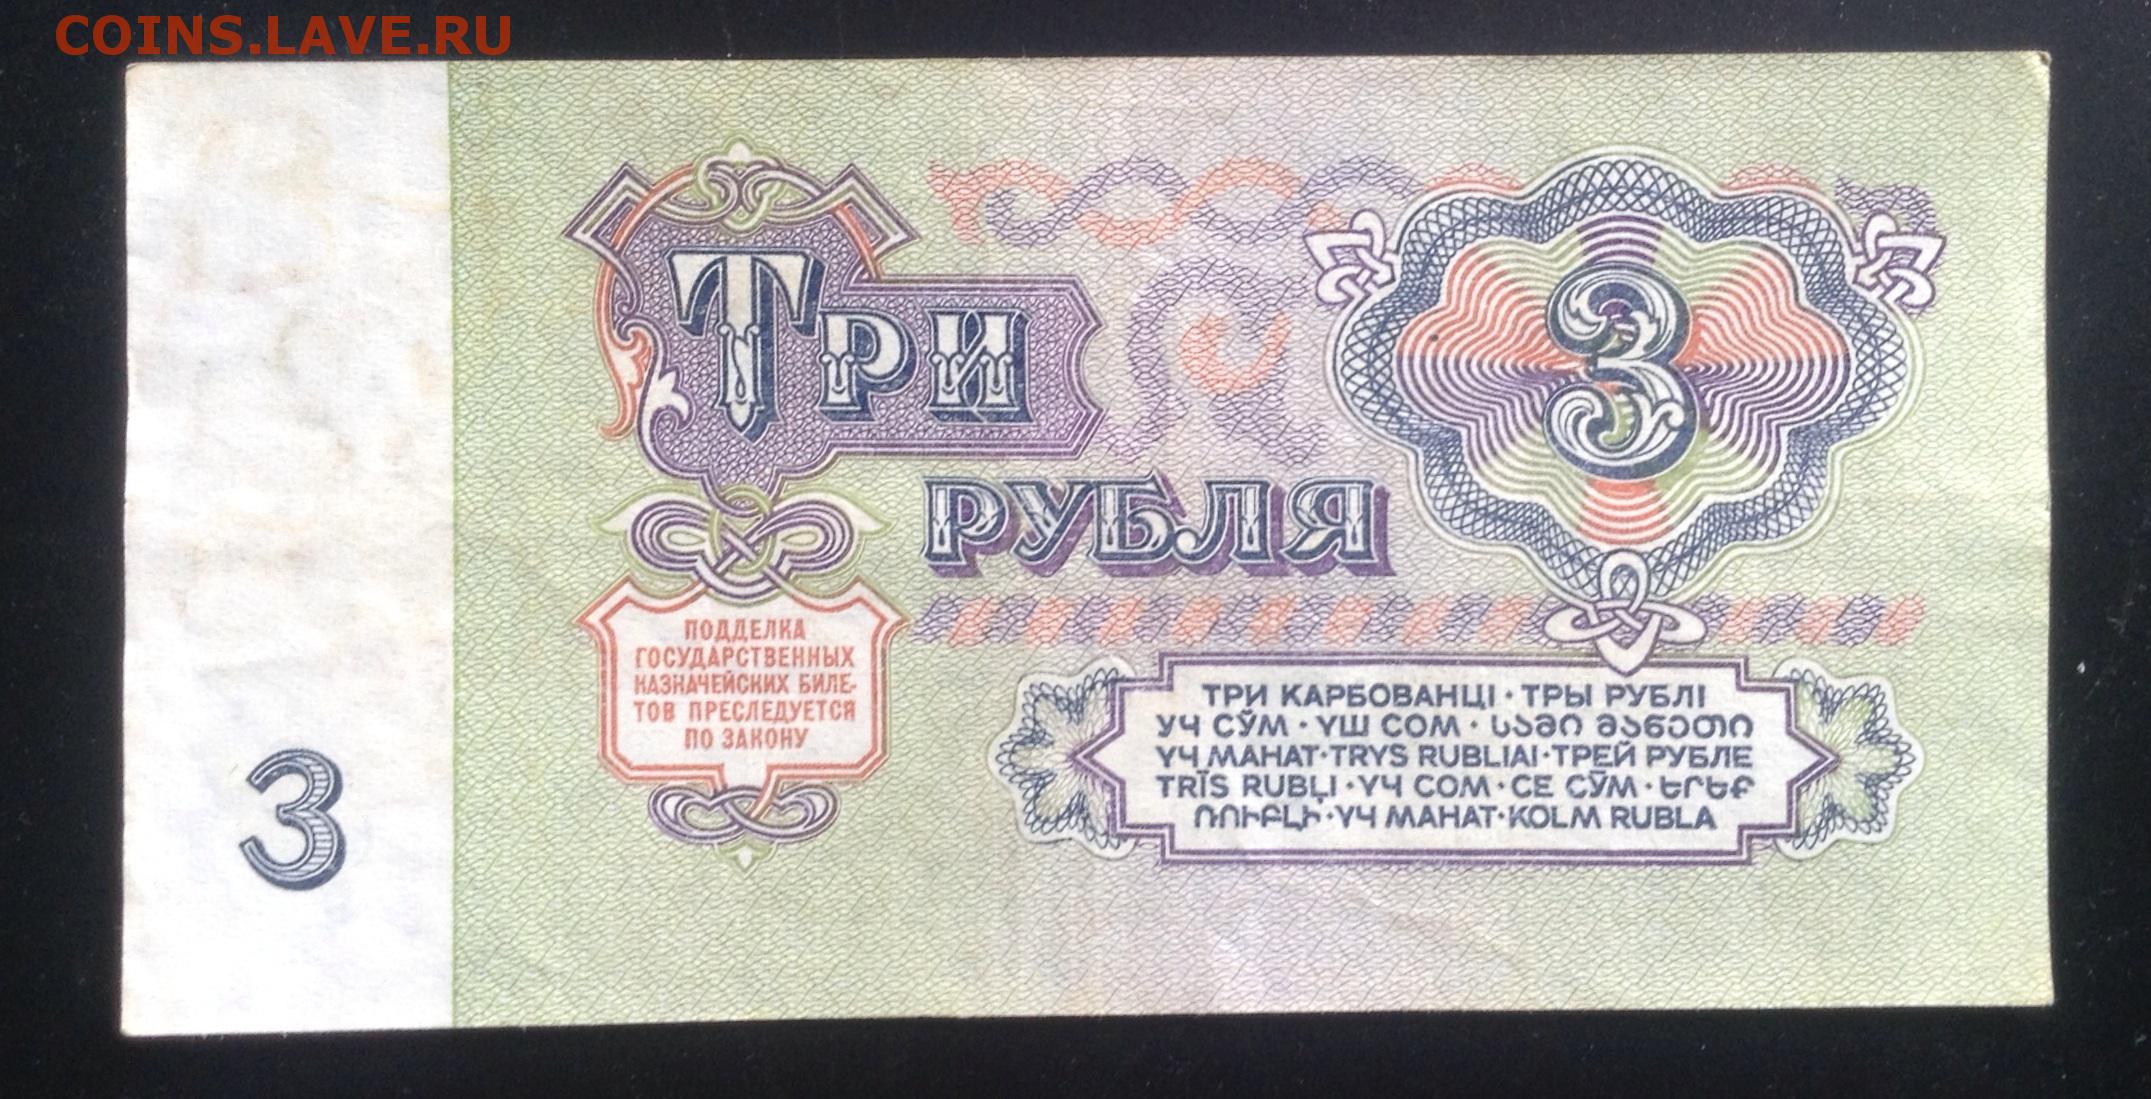 COINS.LAVE.RU
ТРИ
РУБЛЯ
3
ПОДДЕЛКА
ГОСУДАРСТВЕННЫХ
КАЗНАЧЕЙСКИХ БИЛЕ-
ТОВ ПРЕСЛЕДУЕТСЯ
ПО ЗАКОНУ
ТРИ КАРБОВАНЦІ · ТРЫ РУБЛІ
УЧ СЎМ · ҮШ СОМ · ᲡᲐᲛᲘ ᲛᲐᲜᲔᲗᲘ
ҮЧ МАНАТ · TRYS RUBLIAI · ТРЕЙ РУБЛЕ
TRĪS RUBĻI · ҮЧ СОМ · СЕ СӮМ · ԵՐԵՔ
ՌՈՒԲԼԻ · ҮЧ МАНАТ · KOLM RUBLA
3